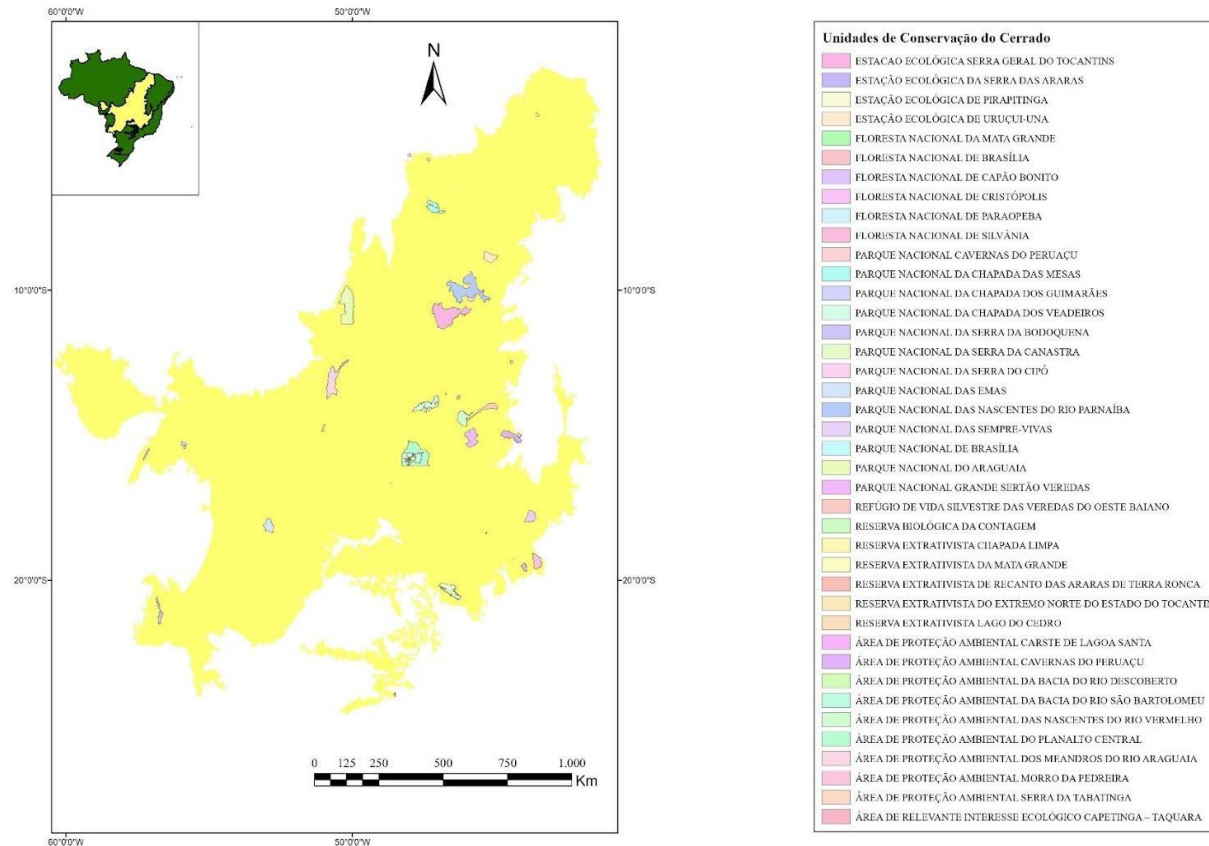 60°0'0"W
50°0'0"W
N
10°0'0"S
10°0'0"S
20°0'0"S
20°0'0"S
0 125 250 500 750 1.000
Km
60°0'0"W
50°0'0"W
Unidades de Conservação do Cerrado
ESTACAO ECOLÓGICA SERRA GERAL DO TOCANTINS
ESTAÇÃO ECOLÓGICA DA SERRA DAS ARARAS
ESTAÇÃO ECOLÓGICA DE PIRAPITINGA
ESTAÇÃO ECOLÓGICA DE URUÇUI-UNA
FLORESTA NACIONAL DA MATA GRANDE
FLORESTA NACIONAL DE BRASÍLIA
FLORESTA NACIONAL DE CAPÃO BONITO
FLORESTA NACIONAL DE CRISTÓPOLIS
FLORESTA NACIONAL DE PARAOPEBA
FLORESTA NACIONAL DE SILVÂNIA
PARQUE NACIONAL CAVERNAS DO PERUAÇU
PARQUE NACIONAL DA CHAPADA DAS MESAS
PARQUE NACIONAL DA CHAPADA DOS GUIMARÃES
PARQUE NACIONAL DA CHAPADA DOS VEADEIROS
PARQUE NACIONAL DA SERRA DA BODOQUENA
PARQUE NACIONAL DA SERRA DA CANASTRA
PARQUE NACIONAL DA SERRA DO CIPÓ
PARQUE NACIONAL DAS EMAS
PARQUE NACIONAL DAS NASCENTES DO RIO PARNAÍBA
PARQUE NACIONAL DAS SEMPRE-VIVAS
PARQUE NACIONAL DE BRASÍLIA
PARQUE NACIONAL DO ARAGUAIA
PARQUE NACIONAL GRANDE SERTÃO VEREDAS
REFÚGIO DE VIDA SILVESTRE DAS VEREDAS DO OESTE BAIANO
RESERVA BIOLÓGICA DA CONTAGEM
RESERVA EXTRATIVISTA CHAPADA LIMPA
RESERVA EXTRATIVISTA DA MATA GRANDE
RESERVA EXTRATIVISTA DE RECANTO DAS ARARAS DE TERRA RONCA
RESERVA EXTRATIVISTA DO EXTREMO NORTE DO ESTADO DO TOCANTI
RESERVA EXTRATIVISTA LAGO DO CEDRO
ÁREA DE PROTEÇÃO AMBIENTAL CARSTE DE LAGOA SANTA
ÁREA DE PROTEÇÃO AMBIENTAL CAVERNAS DO PERUAÇU
ÁREA DE PROTEÇÃO AMBIENTAL DA BACIA DO RIO DESCOBERTO
ÁREA DE PROTEÇÃO AMBIENTAL DA BACIA DO RIO SÃO BARTOLOMEU
ÁREA DE PROTEÇÃO AMBIENTAL DAS NASCENTES DO RIO VERMELHO
ÁREA DE PROTEÇÃO AMBIENTAL DO PLANALTO CENTRAL
ÁREA DE PROTEÇÃO AMBIENTAL DOS MEANDROS DO RIO ARAGUAIA
ÁREA DE PROTEÇÃO AMBIENTAL MORRO DA PEDREIRA
ÁREA DE PROTEÇÃO AMBIENTAL SERRA DA TABATINGA
ÁREA DE RELEVANTE INTERESSE ECOLÓGICO CAPETINGA – TAQUARA